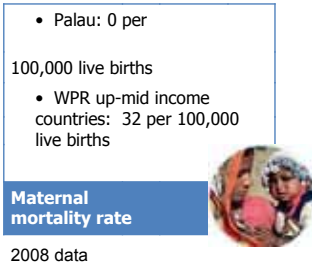 • Palau: 0 per
100,000 live births
• WPR up-mid income
countries: 32 per 100,000
live births
Maternal
mortality rate
2008 data